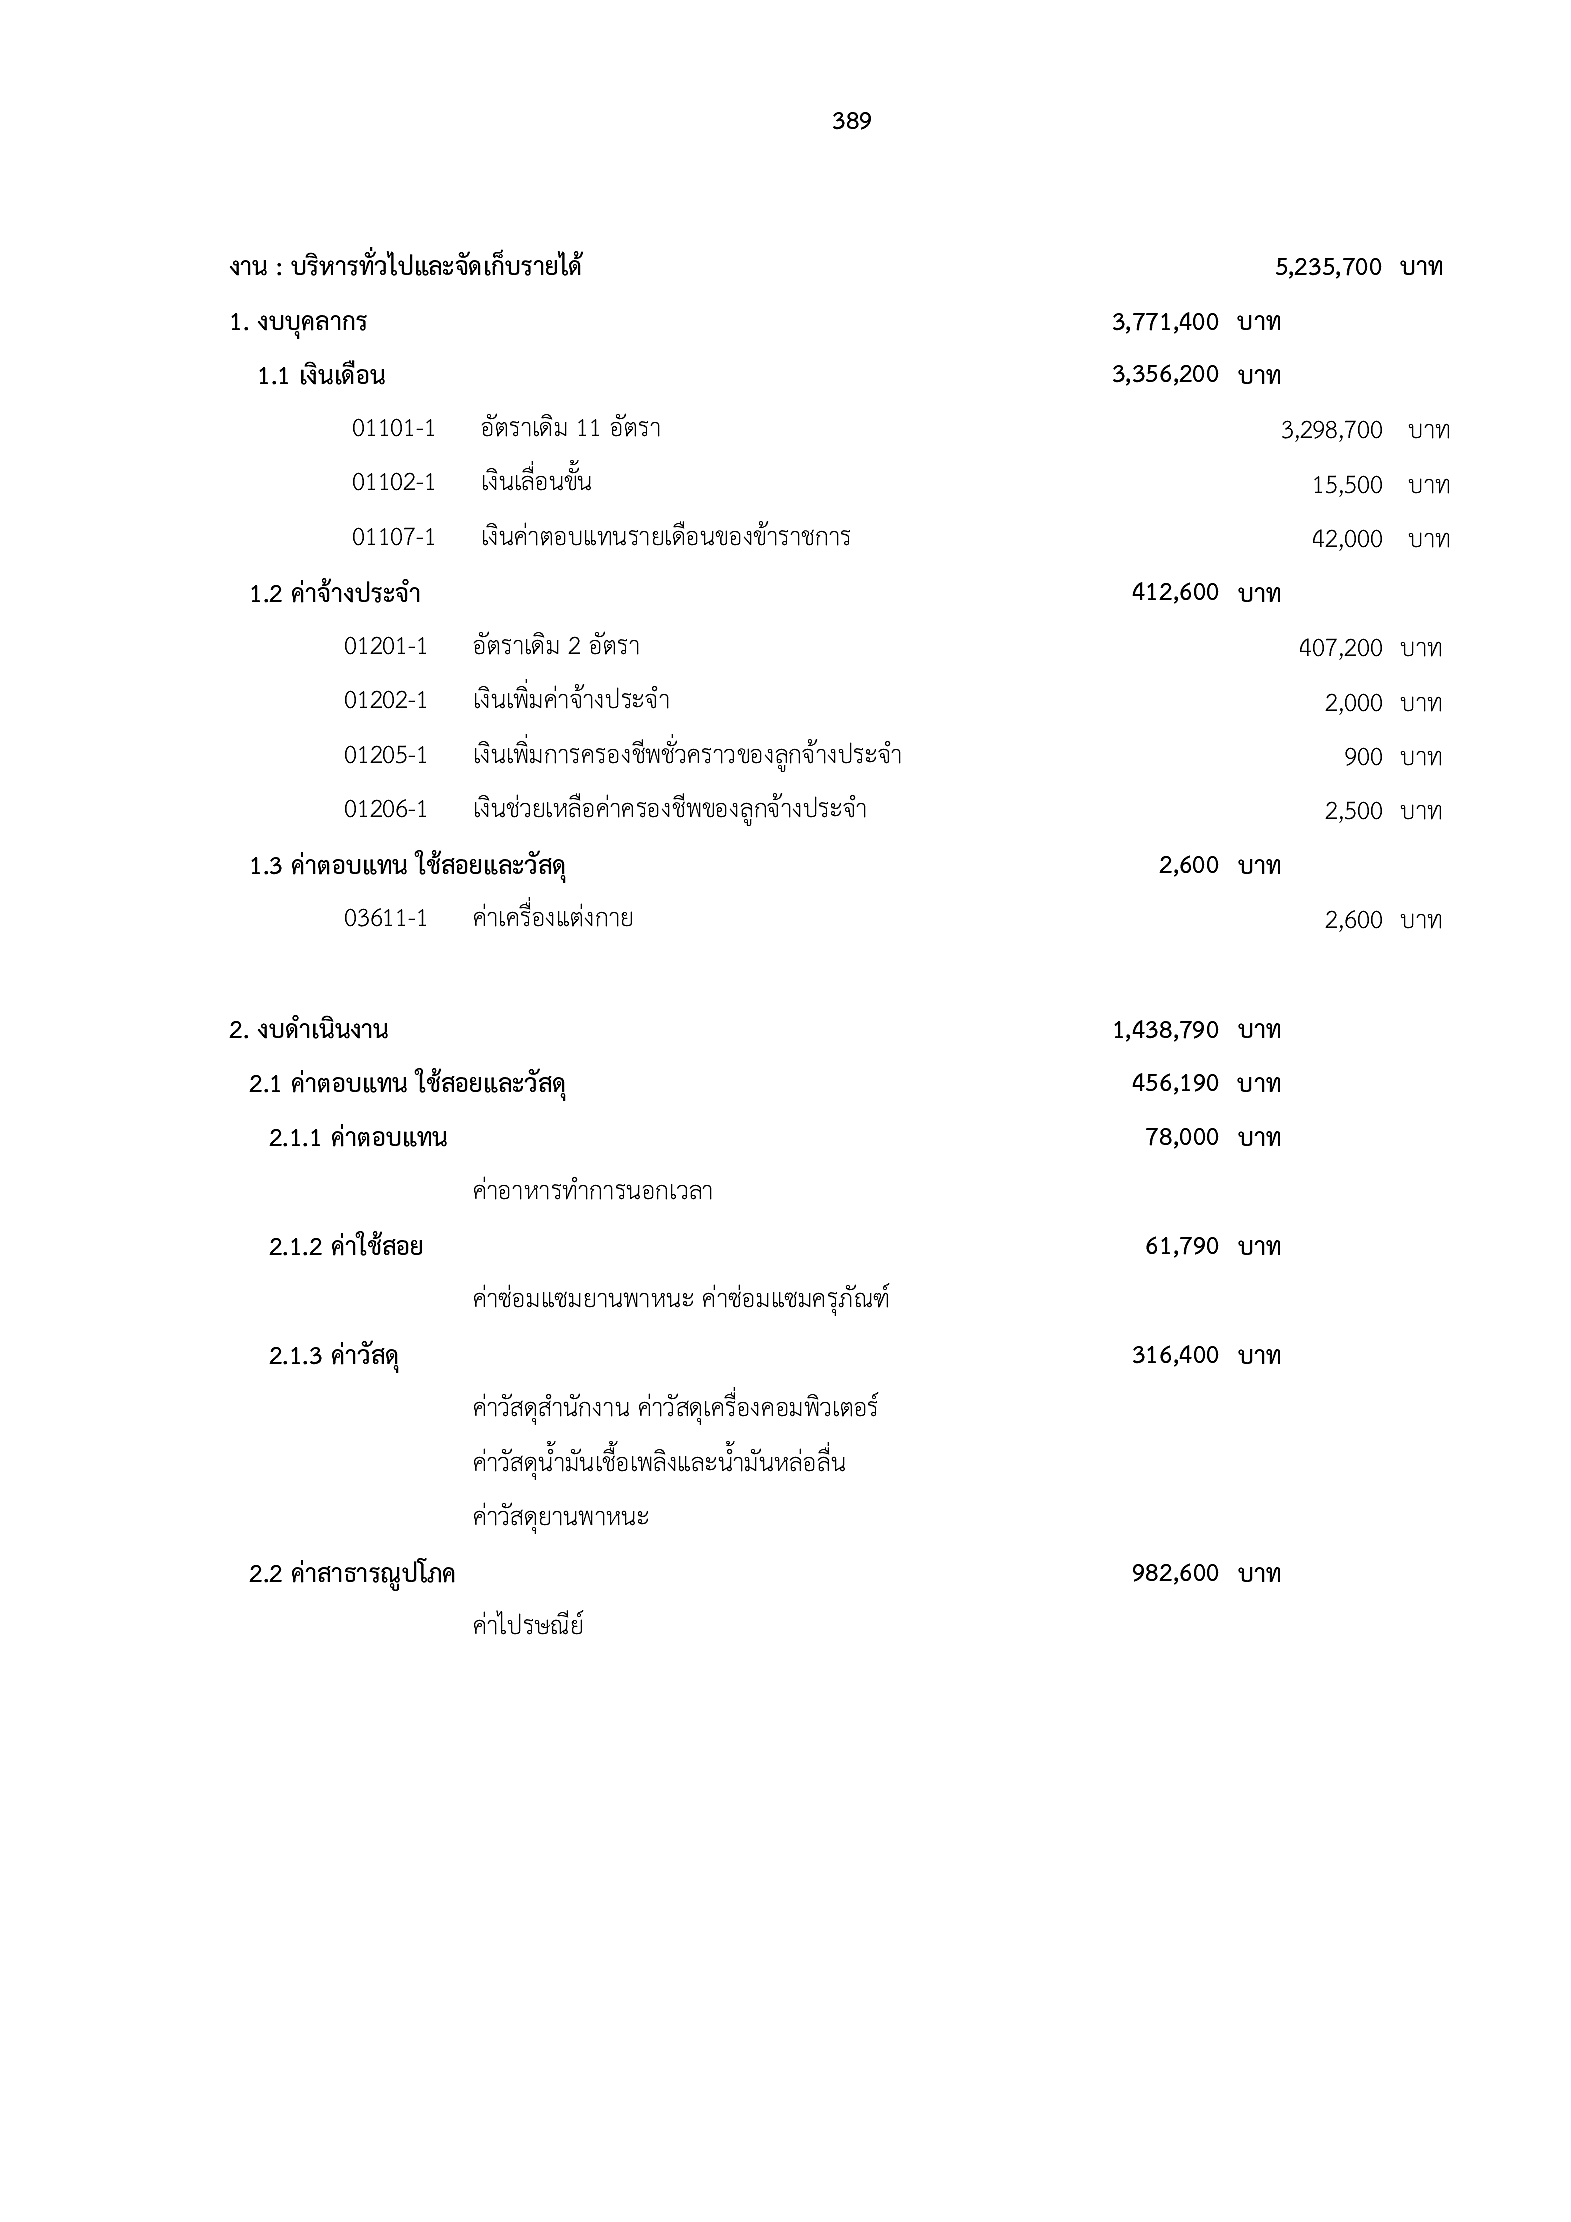 389
งาน : บริหารทั่วไปและจัดเก็บรายได้ 5,235,700 บาท
1. งบบุคลากร 3,771,400 บาท
1.1 เงินเดือน 3,356,200 บาท
01101-1 อัตราเดิม 11 อัตรา 3,298,700 บาท
01102-1 เงินเลื่อนขั้น 15,500 บาท
01107-1 เงินค่าตอบแทนรายเดือนของข้าราชการ 42,000 บาท
1.2 ค่าจ้างประจำ 412,600 บาท
01201-1 อัตราเดิม 2 อัตรา 407,200 บาท
01202-1 เงินเพิ่มค่าจ้างประจำ 2,000 บาท
01205-1 เงินเพิ่มการครองชีพชั่วคราวของลูกจ้างประจำ 900 บาท
01206-1 เงินช่วยเหลือค่าครองชีพของลูกจ้างประจำ 2,500 บาท
1.3 ค่าตอบแทน ใช้สอยและวัสดุ 2,600 บาท
03611-1 ค่าเครื่องแต่งกาย 2,600 บาท
2. งบดำเนินงาน 1,438,790 บาท
2.1 ค่าตอบแทน ใช้สอยและวัสดุ 456,190 บาท
2.1.1 ค่าตอบแทน 78,000 บาท
ค่าอาหารทำการนอกเวลา
2.1.2 ค่าใช้สอย 61,790 บาท
ค่าซ่อมแซมยานพาหนะ ค่าซ่อมแซมครุภัณฑ์
2.1.3 ค่าวัสดุ 316,400 บาท
ค่าวัสดุสำนักงาน ค่าวัสดุเครื่องคอมพิวเตอร์
ค่าวัสดุน้ำมันเชื้อเพลิงและน้ำมันหล่อลื่น
ค่าวัสดุยานพาหนะ
2.2 ค่าสาธารณูปโภค 982,600 บาท
ค่าไปรษณีย์